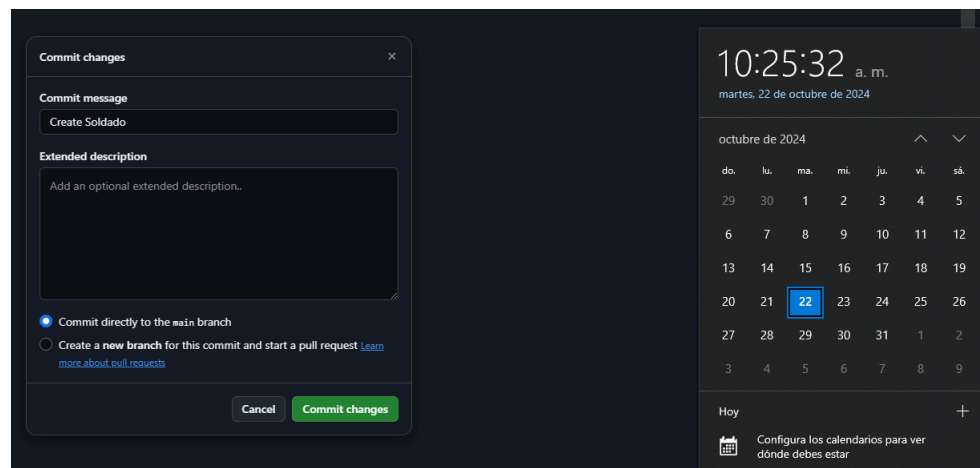 Commit changes
Commit message
Create Soldado
Extended description
Add an optional extended description..
Commit directly to the main branch
Create a new branch for this commit and start a pull request Learn
more about pull requests
Cancel Commit changes
10:25:32 a. m.
martes, 22 de octubre de 2024
octubre de 2024
do. lu. ma. mi. ju. vi. sá.
29 30 1 2 3 4 5
6 7 8 9 10 11 12
13 14 15 16 17 18 19
20 21 22 23 24 25 26
27 28 29 30 31 1 2
3 4 5 6 7 8 9
Hoy
Configura los calendarios para ver
dónde debes estar